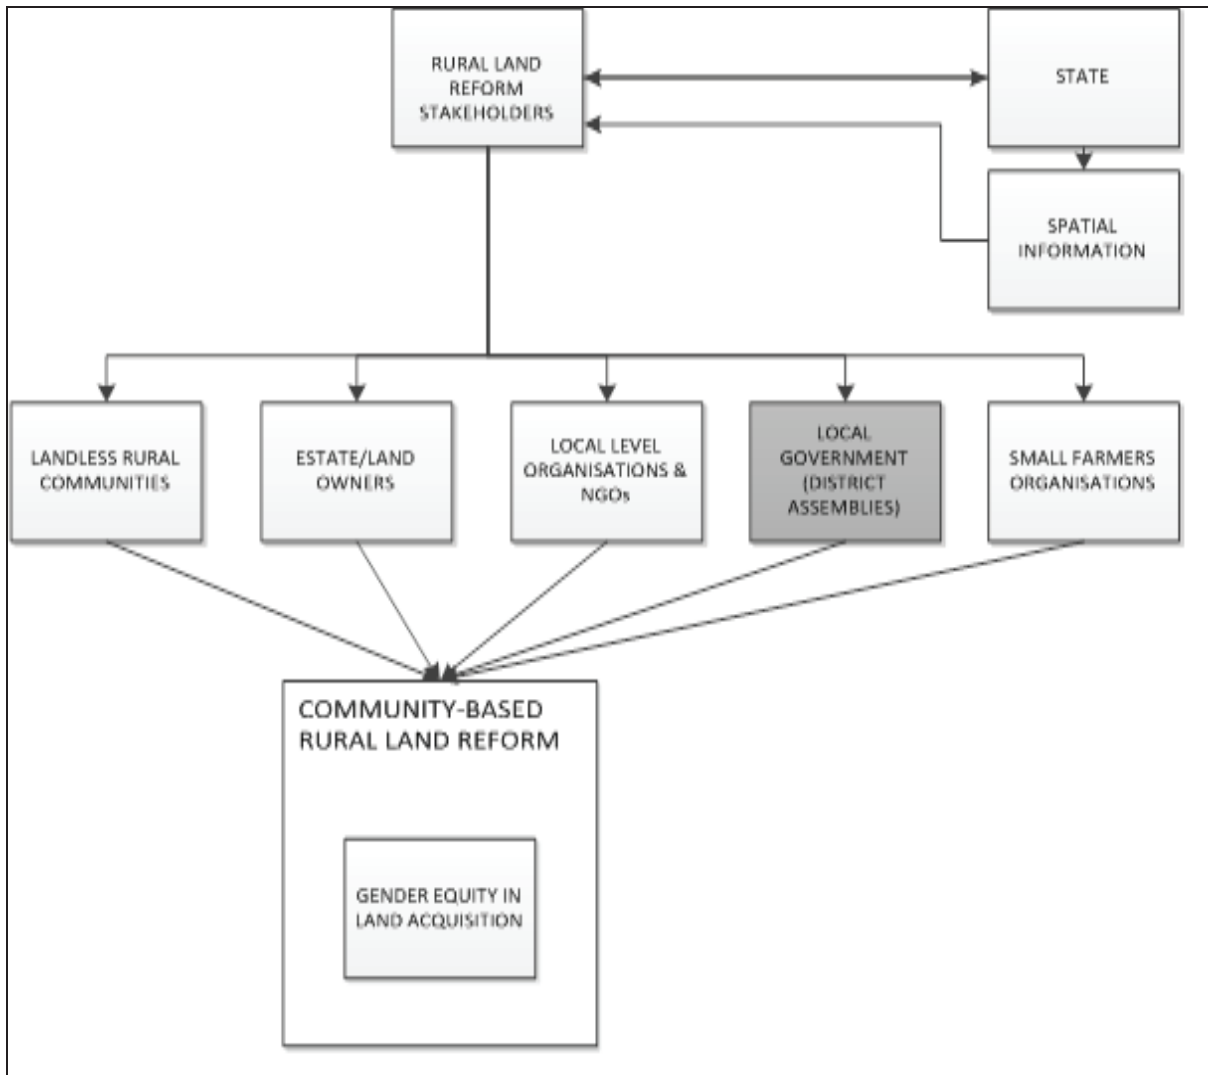 RURAL LAND
REFORM
STAKEHOLDERS
STATE
SPATIAL
INFORMATION
LANDLESS RURAL
COMMUNITIES
ESTATE/LAND
OWNERS
LOCAL LEVEL
ORGANISATIONS &
NGOs
LOCAL
GOVERNMENT
(DISTRICT
ASSEMBLIES)
SMALL FARMERS
ORGANISATIONS
COMMUNITY-BASED
RURAL LAND REFORM
GENDER EQUITY IN
LAND ACQUISITION